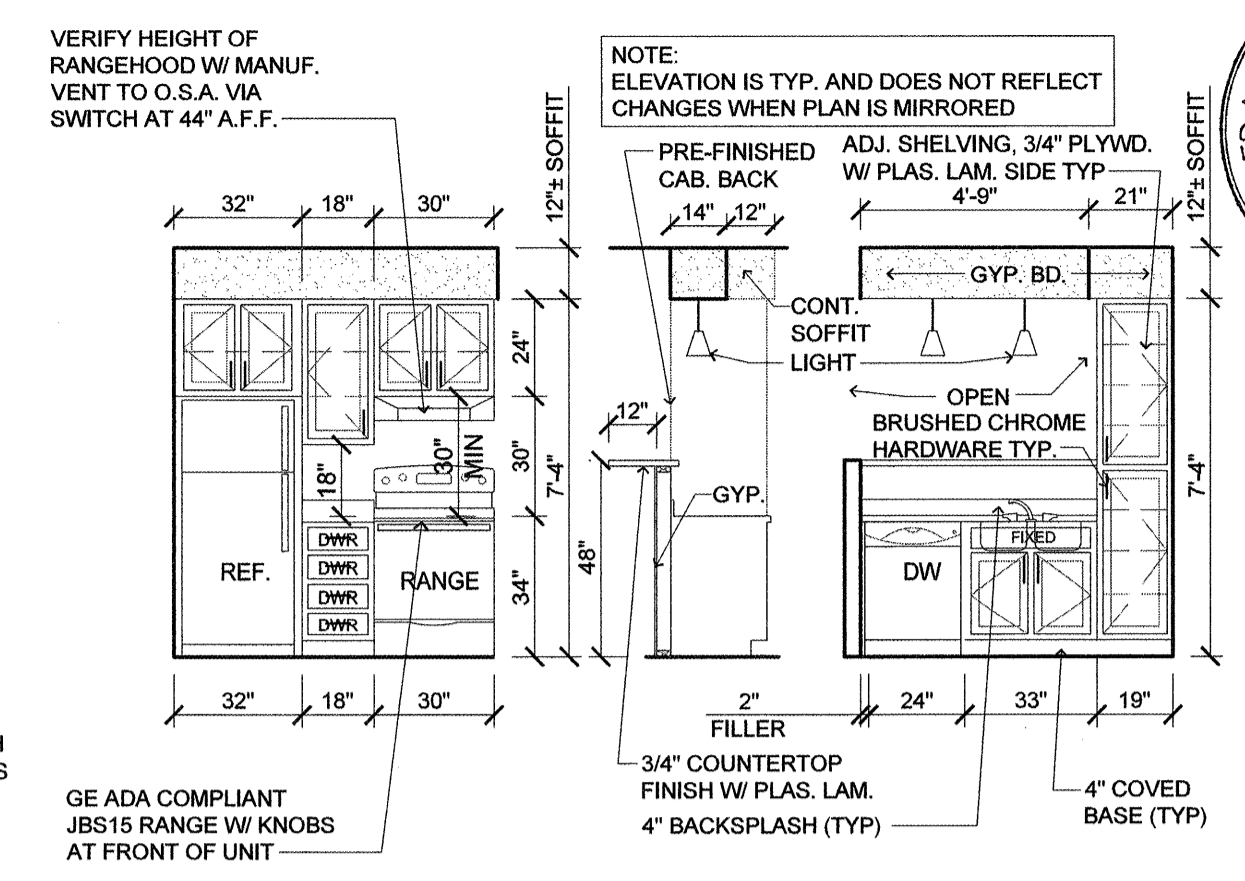 VERIFY HEIGHT OF
RANGEHOOD W/ MANUF.
VENT TO O.S.A. VIA
SWITCH AT 44" A.F.F.
NOTE:
ELEVATION IS TYP. AND DOES NOT REFLECT
CHANGES WHEN PLAN IS MIRRORED
12"± SOFFIT
PRE-FINISHED
CAB. BACK
ADJ. SHELVING, 3/4" PLYWD.
W/ PLAS. LAM. SIDE TYP
12"± SOFFIT
32" 18" 30"
14" 12"
4'-9" 21"
GYP. BD.
CONT.
SOFFIT
LIGHT
24"
OPEN
BRUSHED CHROME
HARDWARE TYP.
12"
18"
30"
MIN
30"
7'-4"
7'-4"
GYP.
48"
FIXED
DWR
DWR
DWR
DWR
REF.
RANGE
34"
DW
32" 18" 30"
2"
FILLER
24" 33" 19"
3/4" COUNTERTOP
FINISH W/ PLAS. LAM.
4" BACKSPLASH (TYP)
4" COVED
BASE (TYP)
GE ADA COMPLIANT
JBS15 RANGE W/ KNOBS
AT FRONT OF UNIT